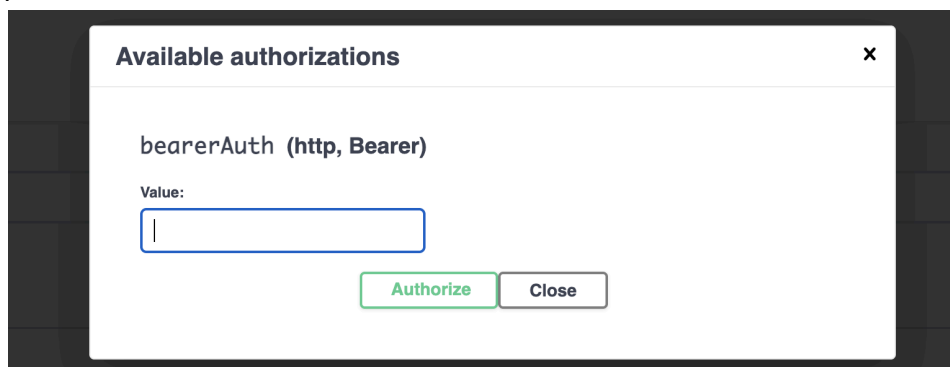 Available authorizations
bearerAuth (http, Bearer)
Value:
Authorize
Close